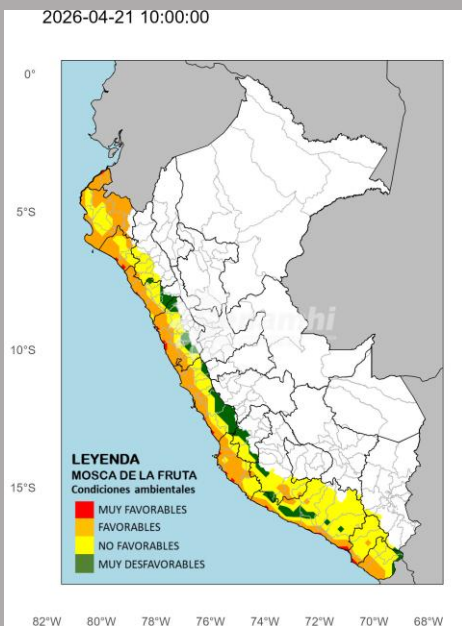 2026-04-21 10:00:00
0°
5°S
10°S
15°S
LEYENDA
MOSCA DE LA FRUTA
Condiciones ambientales
MUY FAVORABLES
FAVORABLES
NO FAVORABLES
MUY DESFAVORABLES
82°W 80°W 78°W 76°W 74°W 72°W 70°W 68°W